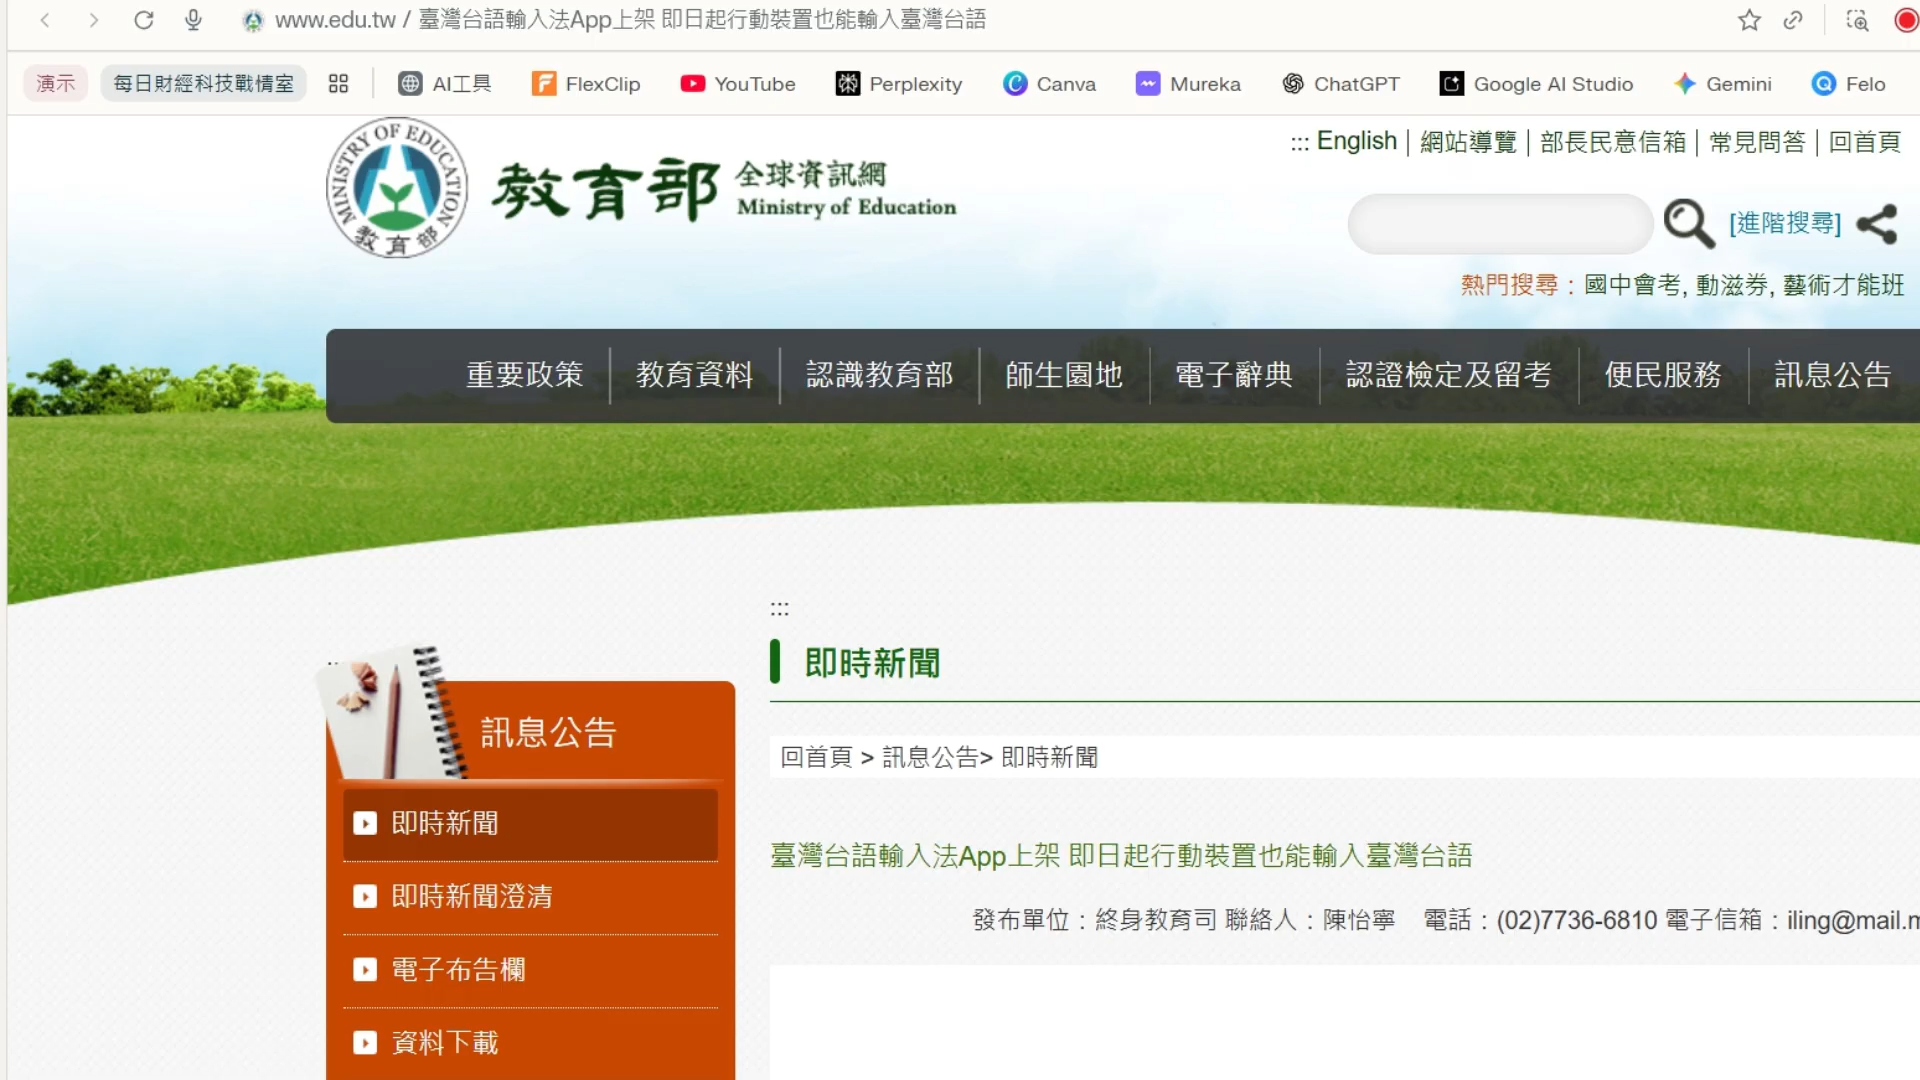 www.edu.tw / 臺灣台語輸入法App上架 即日起行動裝置也能輸入臺灣台語
演示 每日財經科技戰情室 AI工具 FlexClip YouTube Perplexity Canva Mureka ChatGPT Google AI Studio Gemini Felo
MINISTRY OF EDUCATION
教育部
教育部 全球資訊網
Ministry of Education
::: English | 網站導覽 | 部長民意信箱 | 常見問答 | 回首頁
[進階搜尋]
熱門搜尋：國中會考, 動滋券, 藝術才能班
重要政策 教育資料 認識教育部 師生園地 電子辭典 認證檢定及留考 便民服務 訊息公告
:::
即時新聞
訊息公告
回首頁 > 訊息公告> 即時新聞
即時新聞
臺灣台語輸入法App上架 即日起行動裝置也能輸入臺灣台語
即時新聞澄清
發布單位：終身教育司 聯絡人：陳怡寧 電話：(02)7736-6810 電子信箱：iling@mail.m
電子布告欄
資料下載